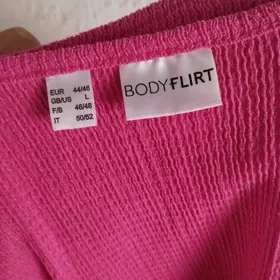 EUR 44/46
GB/US L
F/B 46/48
IT 50/52
BODYFLIRT